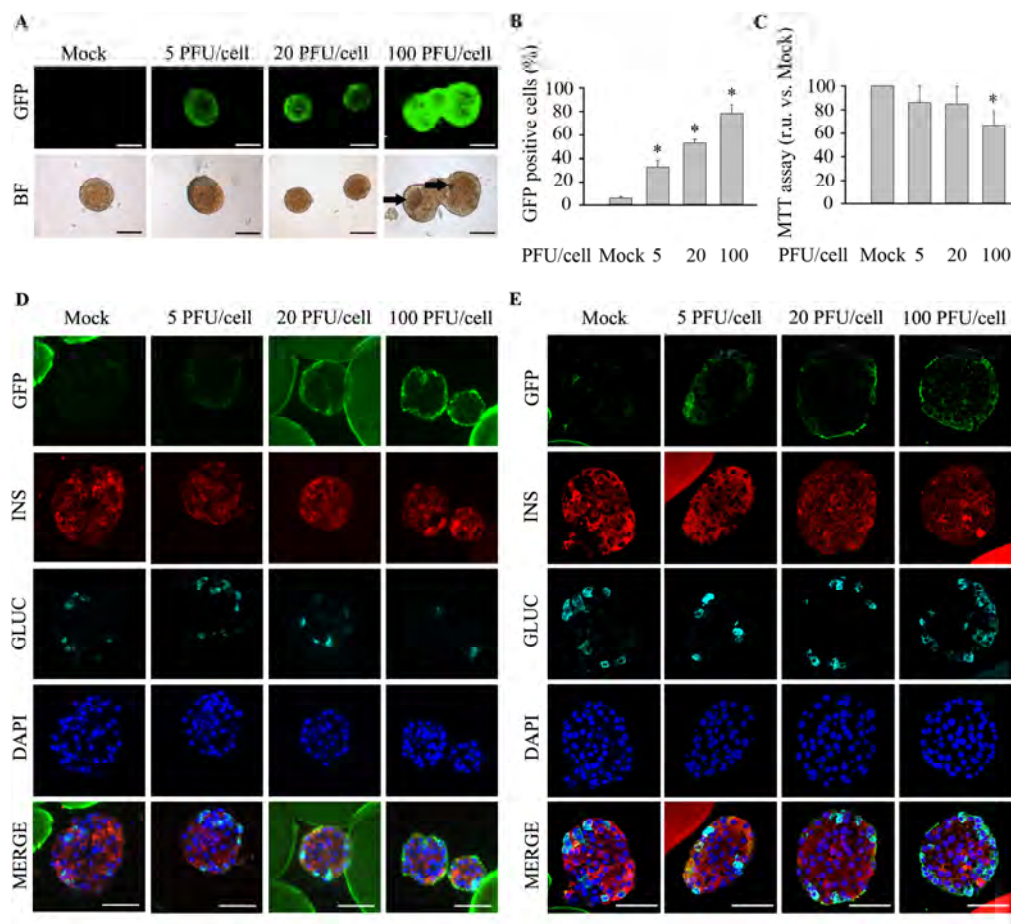 A
Mock 5 PFU/cell 20 PFU/cell 100 PFU/cell
GFP
BF
B
GFP positive cells (%)
100
80
60
40
20
0
* * *
PFU/cell Mock 5 20 100
C
MTT assay (r.u. vs. Mock)
100
80
60
40
20
0
*
PFU/cell Mock 5 20 100
D
Mock 5 PFU/cell 20 PFU/cell 100 PFU/cell
GFP
INS
GLUC
DAPI
MERGE
E
Mock 5 PFU/cell 20 PFU/cell 100 PFU/cell
GFP
INS
GLUC
DAPI
MERGE